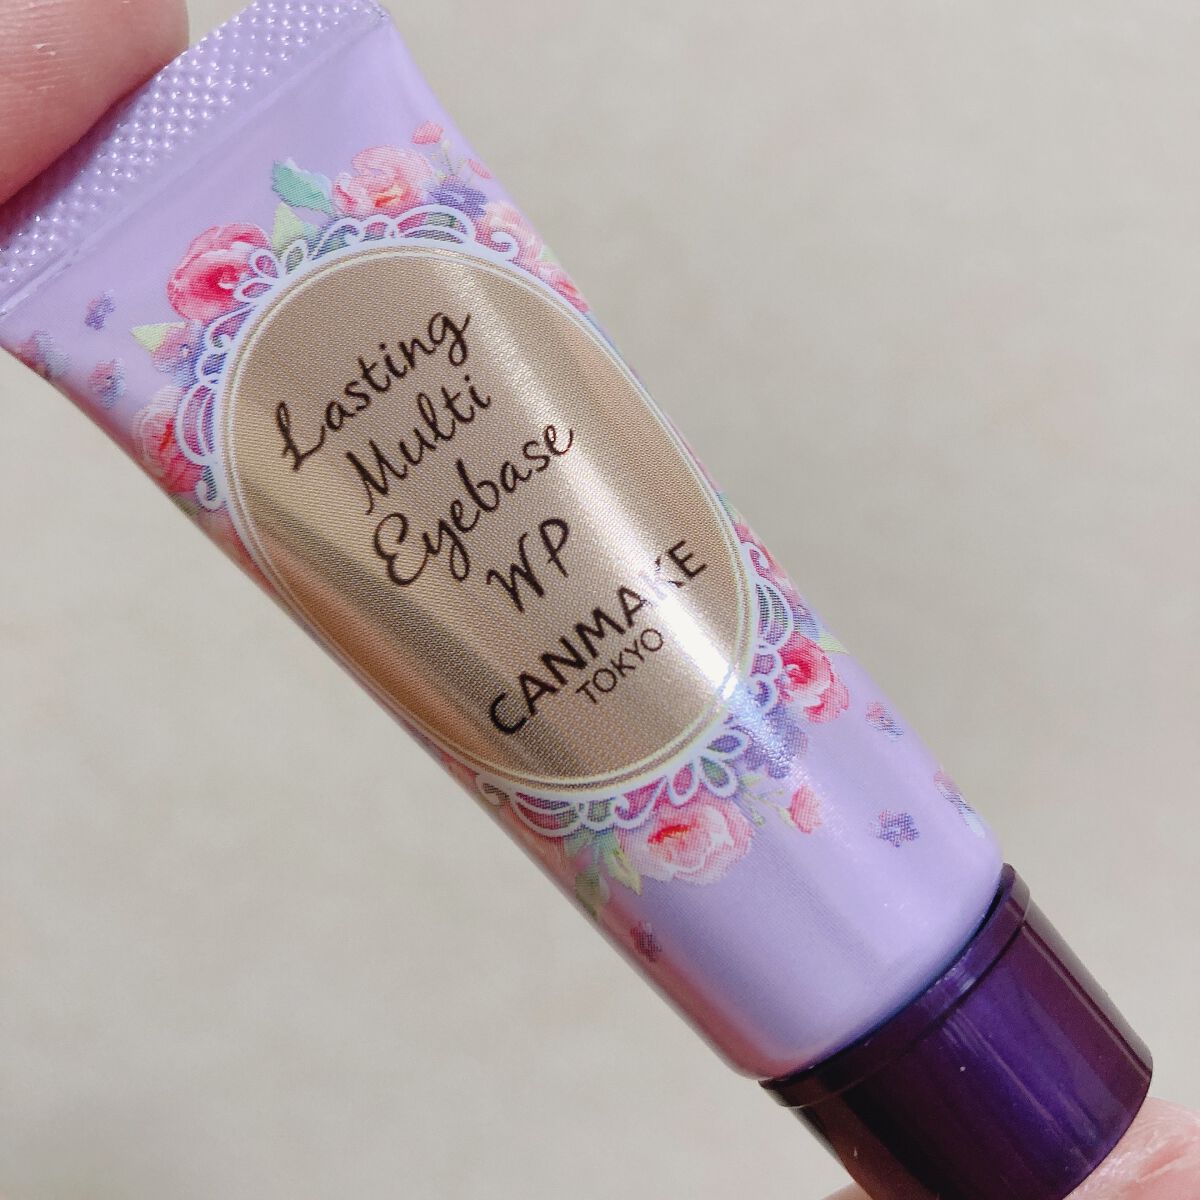 Lasting
Multi
Eyebase
WP
CANMAKE
TOKYO